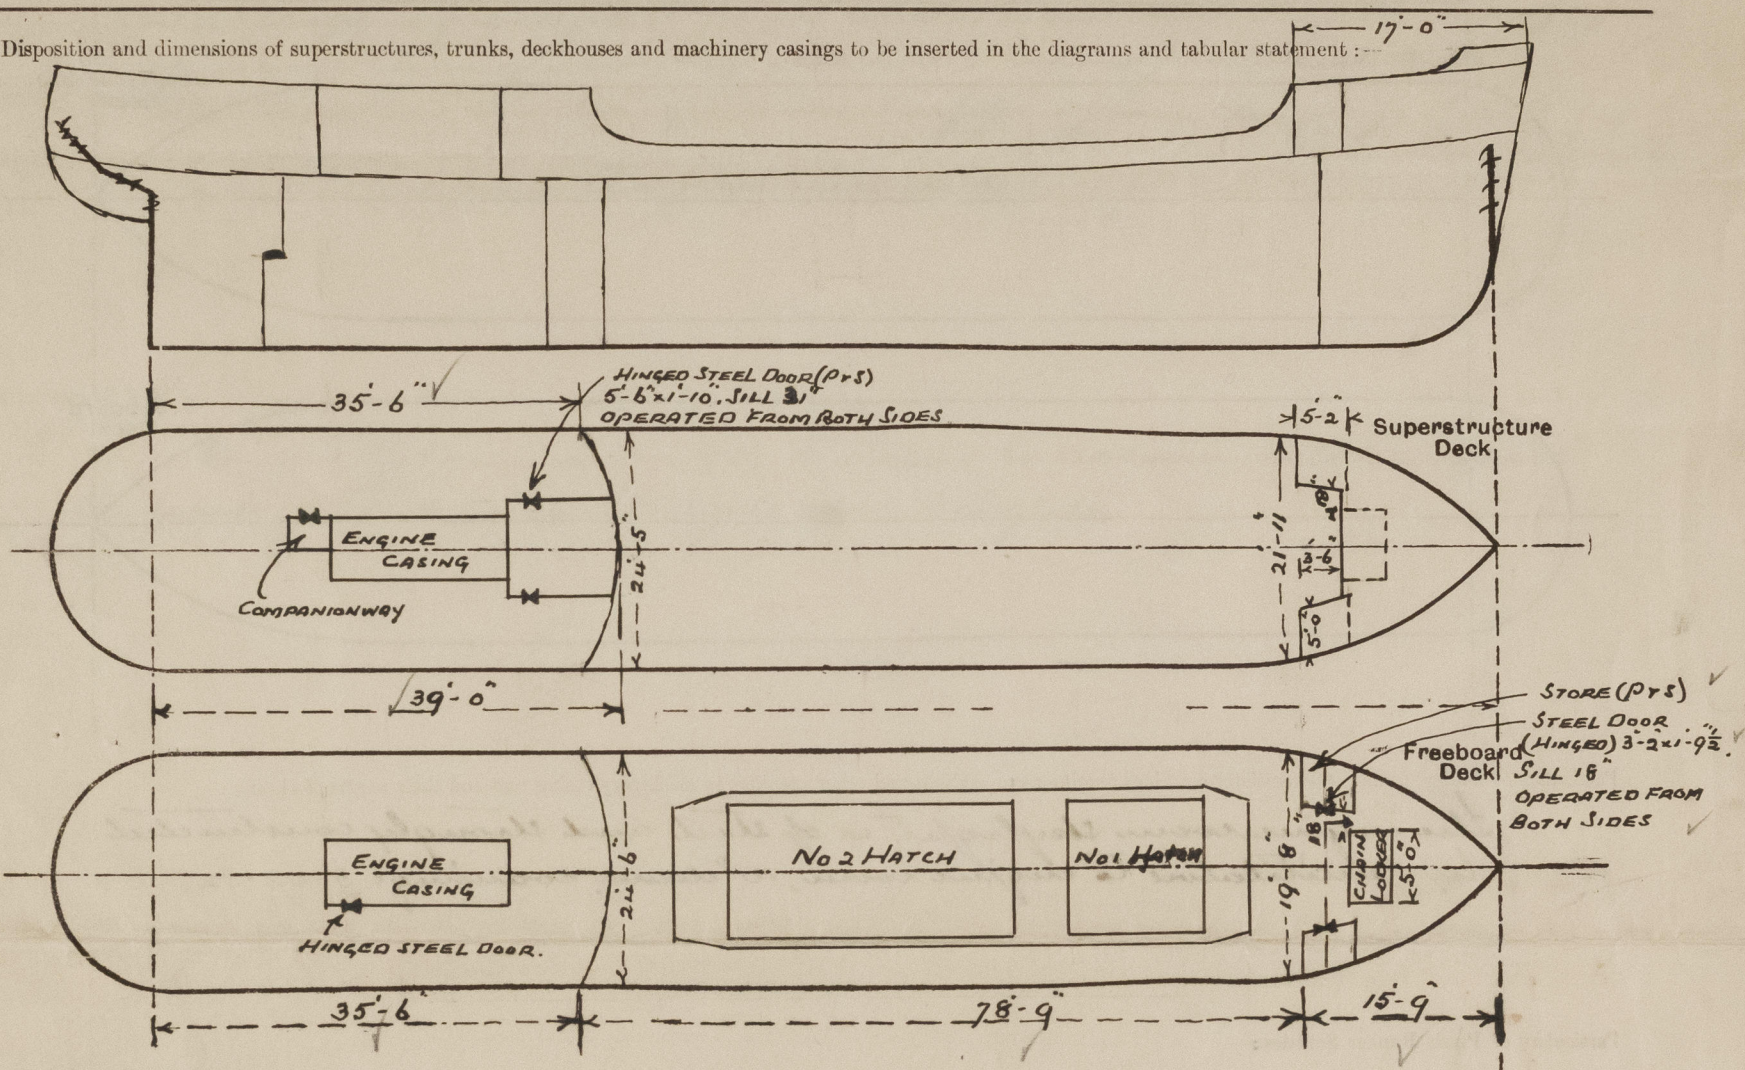 17'-0"
Disposition and dimensions of superstructures, trunks, deckhouses and machinery casings to be inserted in the diagrams and tabular statement :—
HINGED STEEL DOOR (P & S)
5'-6" x 1'-10". SILL 31"
OPERATED FROM BOTH SIDES
35'-6"
5'-2"
Superstructure
Deck
18"
ENGINE
CASING
24'-5"
21'-11"
3'-6"
COMPANIONWAY
5'-0"
39'-0"
STORE (P & S)
STEEL DOOR
(HINGED) 3'-2" x 1'-9½"
Freeboard
Deck
SILL 18"
OPERATED FROM
BOTH SIDES
18"
ENGINE
CASING
24'-6"
No 2 HATCH
No 1 HATCH
19'-8"
CHAIN
LOCKER
5'-0"
HINGED STEEL DOOR.
35'-6"
78'-9"
15'-9"